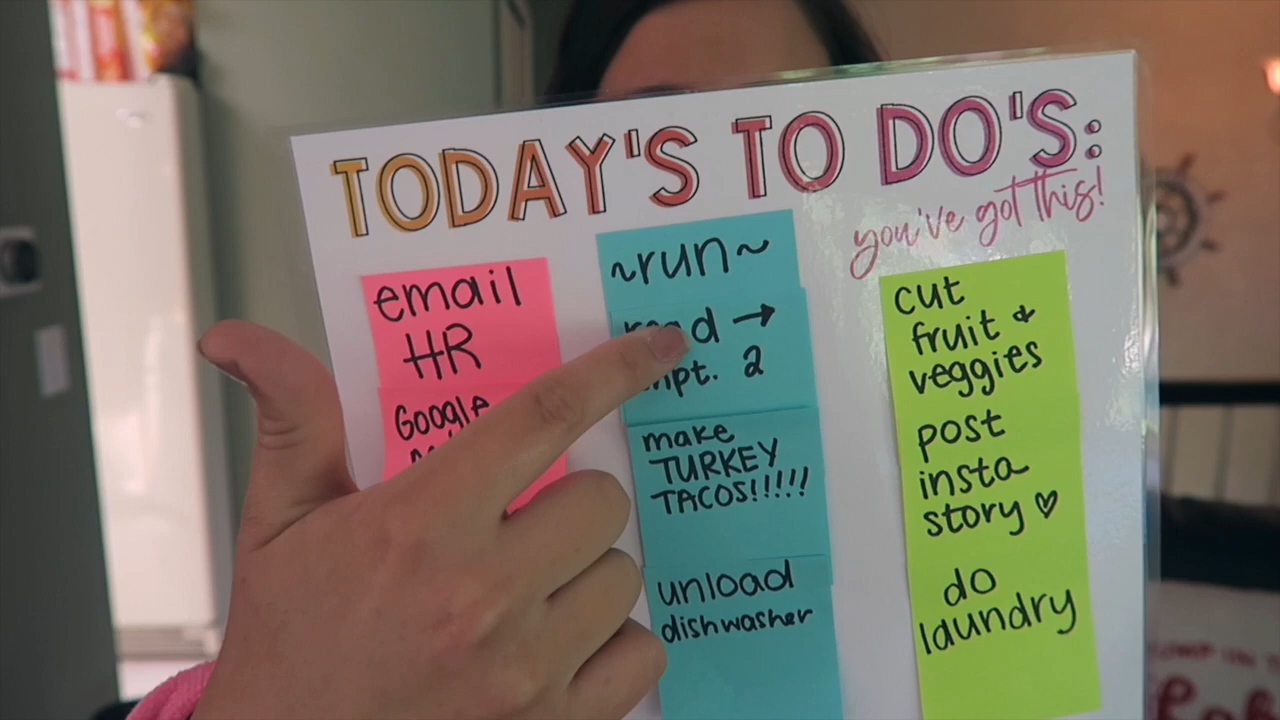 TODAY'S TO DO'S:
you've got this!
email
HR
Google
~run~
read →
2
make
TURKEY
TACOS!!!!!
unload
dishwasher
cut
fruit &
veggies
post
insta
story ♡
do
laundry